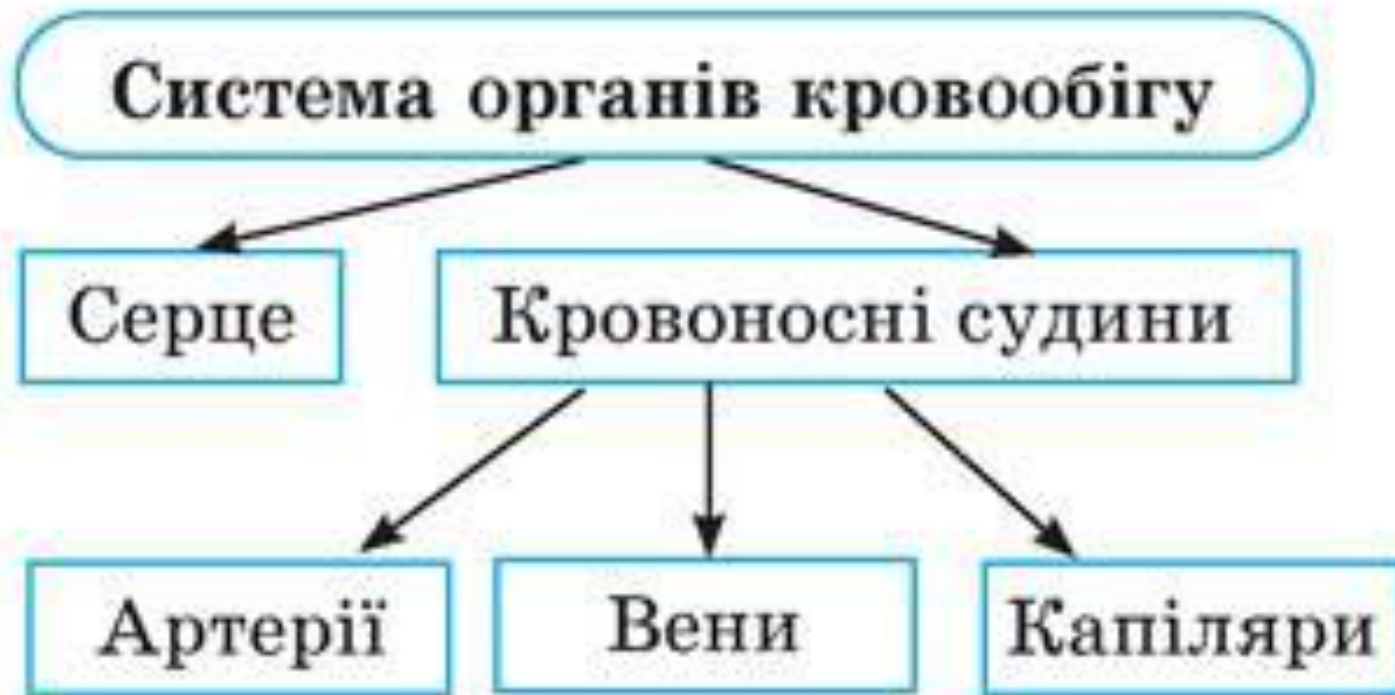 Система органів кровообігу
Серце
Кровоносні судини
Артерії
Вени
Капіляри